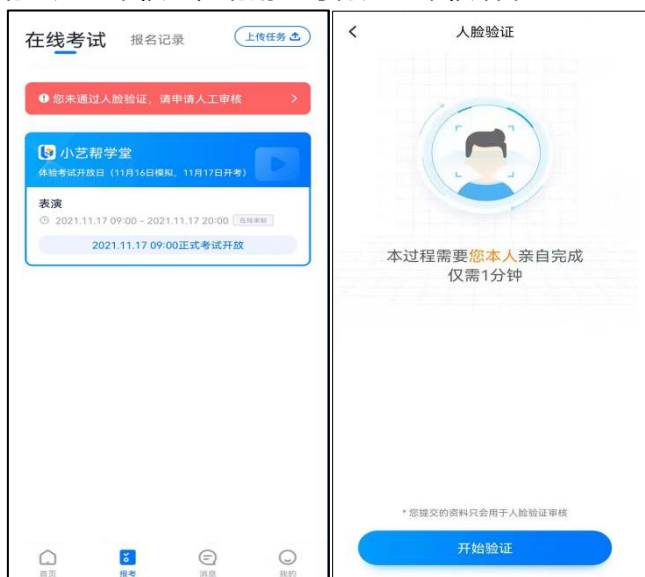 在线考试
报名记录
上传任务
您未通过人脸验证，请申请人工审核
小艺帮学堂
体验考试开放日（11月16日模拟，11月17日开考）
表演
2021.11.17 09:00 - 2021.11.17 20:00
2021.11.17 09:00正式考试开放
首页
报考
消息
我的
人脸验证
本过程需要您本人亲自完成
仅需1分钟
*您提交的资料只会用于人脸验证审核
开始验证